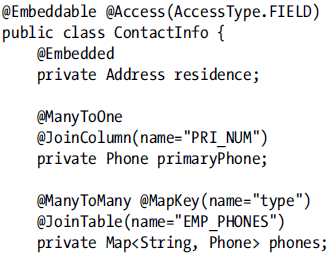 @Embeddable @Access(AccessType.FIELD)
public class ContactInfo {
    @Embedded
    private Address residence;

    @ManyToOne
    @JoinColumn(name="PRI_NUM")
    private Phone primaryPhone;

    @ManyToMany @MapKey(name="type")
    @JoinTable(name="EMP_PHONES")
    private Map<String, Phone> phones;